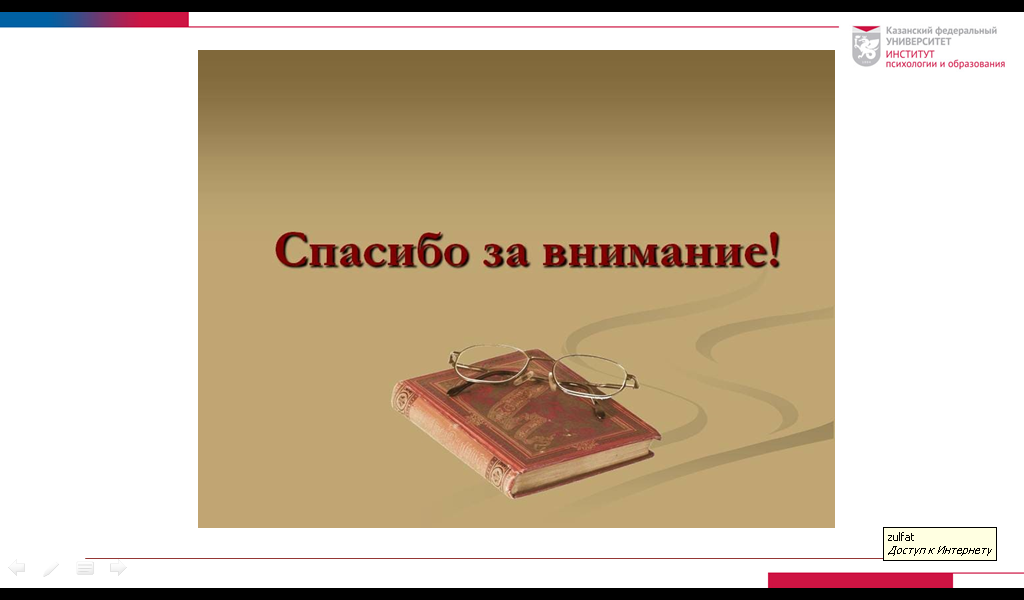 Казанский федеральный
УНИВЕРСИТЕТ
ИНСТИТУТ
психологии и образования
Спасибо за внимание!
zulfat
Доступ к Интернету